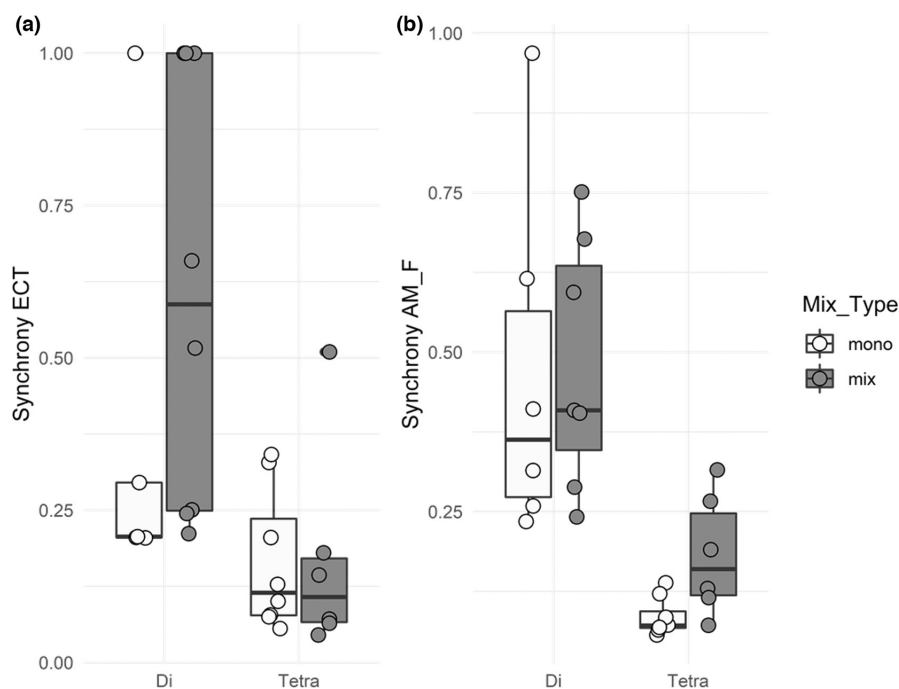 (a)
Synchrony ECT
1.00
0.75
0.50
0.25
0.00
Di
Tetra
(b)
Synchrony AM_F
1.00
0.75
0.50
0.25
Di
Tetra
Mix_Type
mono
mix